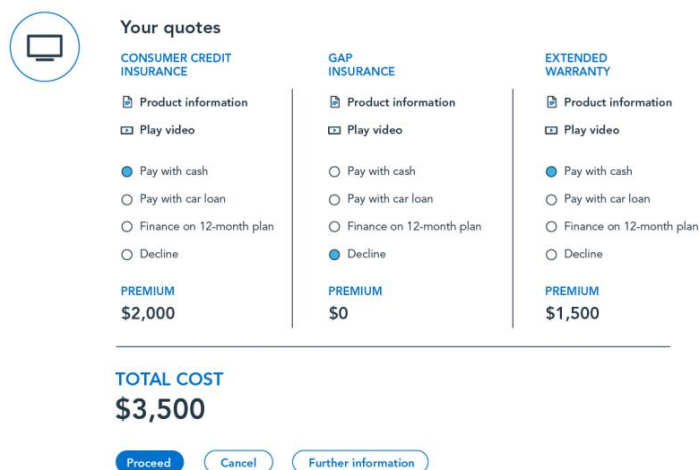 Your quotes
CONSUMER CREDIT
INSURANCE
Product information
Play video
Pay with cash
Pay with car loan
Finance on 12-month plan
Decline
PREMIUM
$2,000
GAP
INSURANCE
Product information
Play video
Pay with cash
Pay with car loan
Finance on 12-month plan
Decline
PREMIUM
$0
EXTENDED
WARRANTY
Product information
Play video
Pay with cash
Pay with car loan
Finance on 12-month plan
Decline
PREMIUM
$1,500
TOTAL COST
$3,500
Proceed
Cancel
Further information